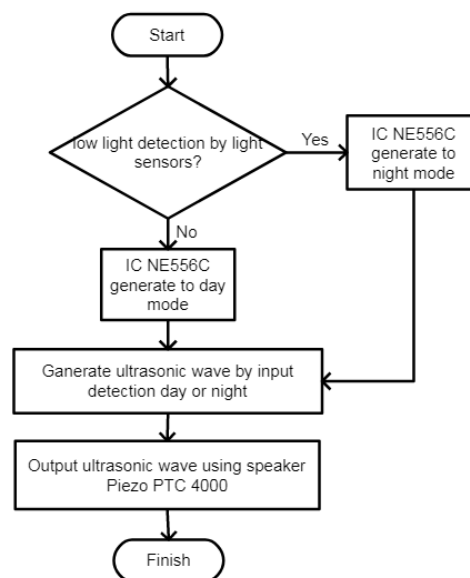 Start
low light detection by light
sensors?
Yes
IC NE556C
generate to
night mode
No
IC NE556C
generate to day
mode
Ganerate ultrasonic wave by input
detection day or night
Output ultrasonic wave using speaker
Piezo PTC 4000
Finish